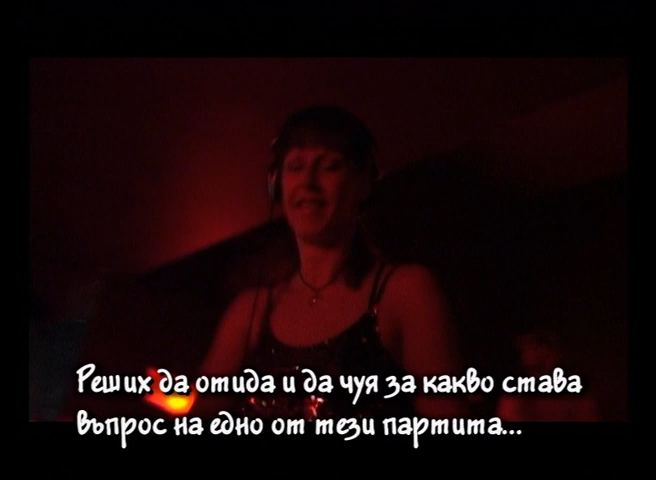 Реших да отида и да чуя за какво става
въпрос на едно от тези партита...